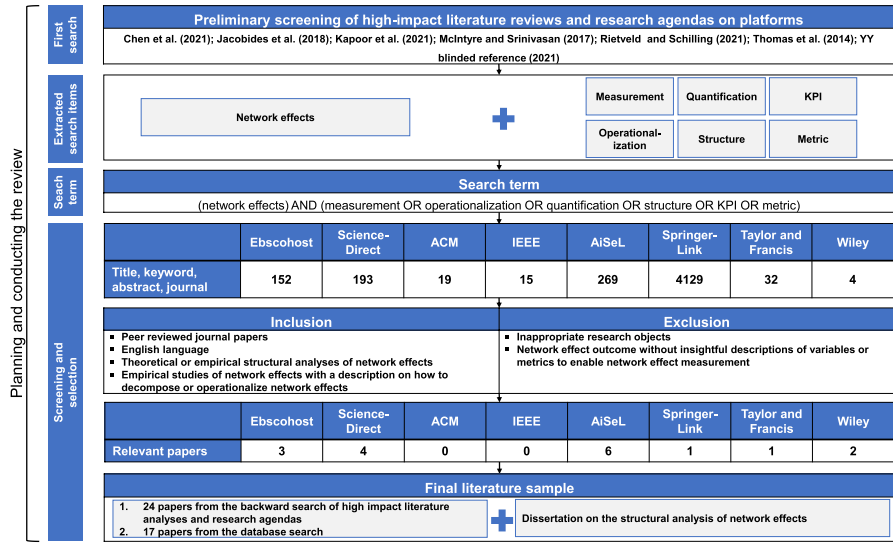 Planning and conducting the review
First search
Preliminary screening of high-impact literature reviews and research agendas on platforms
Chen et al. (2021); Jacobides et al. (2018); Kapoor et al. (2021); McIntyre and Srinivasan (2017); Rietveld and Schilling (2021); Thomas et al. (2014); YY
blinded reference (2021)
Extracted search items
Network effects
Measurement
Quantification
KPI
Operational-
ization
Structure
Metric
Seach term
Search term
(network effects) AND (measurement OR operationalization OR quantification OR structure OR KPI OR metric)
Screening and selection
Ebscohost Science-Direct ACM IEEE AiSeL Springer-Link Taylor and Francis Wiley
Title, keyword, abstract, journal 152 193 19 15 269 4129 32 4
Inclusion
▪ Peer reviewed journal papers
▪ English language
▪ Theoretical or empirical structural analyses of network effects
▪ Empirical studies of network effects with a description on how to
decompose or operationalize network effects
Exclusion
▪ Inappropriate research objects
▪ Network effect outcome without insightful descriptions of variables or
metrics to enable network effect measurement
Ebscohost Science-Direct ACM IEEE AiSeL Springer-Link Taylor and Francis Wiley
Relevant papers 3 4 0 0 6 1 1 2
Final literature sample
1. 24 papers from the backward search of high impact literature
analyses and research agendas
2. 17 papers from the database search
Dissertation on the structural analysis of network effects